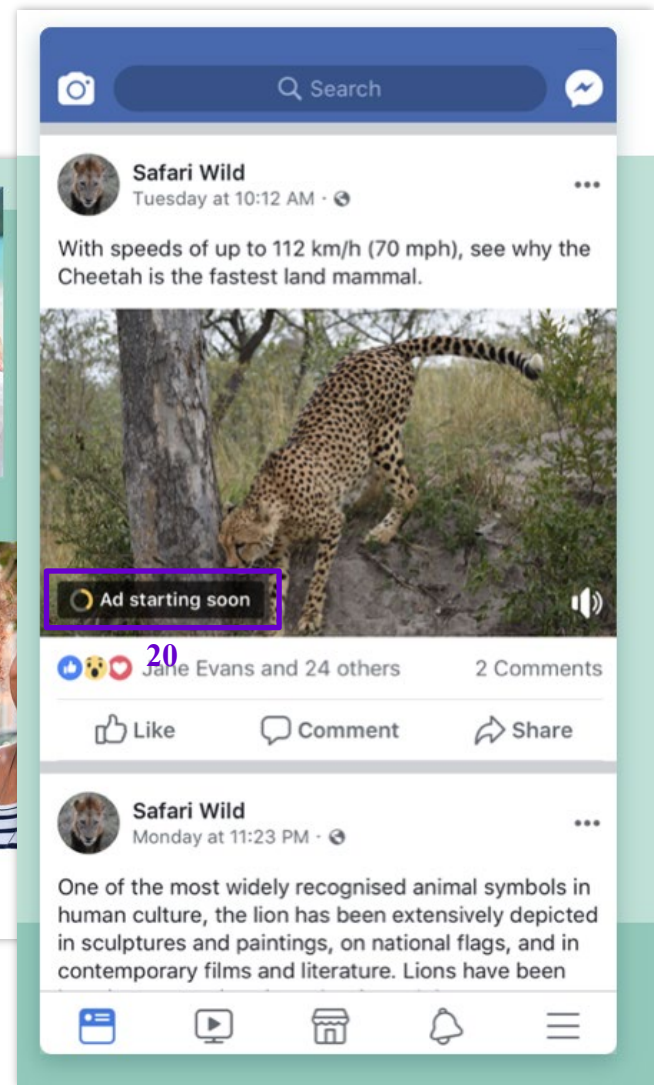 Search
Safari Wild
Tuesday at 10:12 AM ·
With speeds of up to 112 km/h (70 mph), see why the
Cheetah is the fastest land mammal.
Ad starting soon
20
Jane Evans and 24 others 2 Comments
Like Comment Share
Safari Wild
Monday at 11:23 PM ·
One of the most widely recognised animal symbols in
human culture, the lion has been extensively depicted
in sculptures and paintings, on national flags, and in
contemporary films and literature. Lions have been